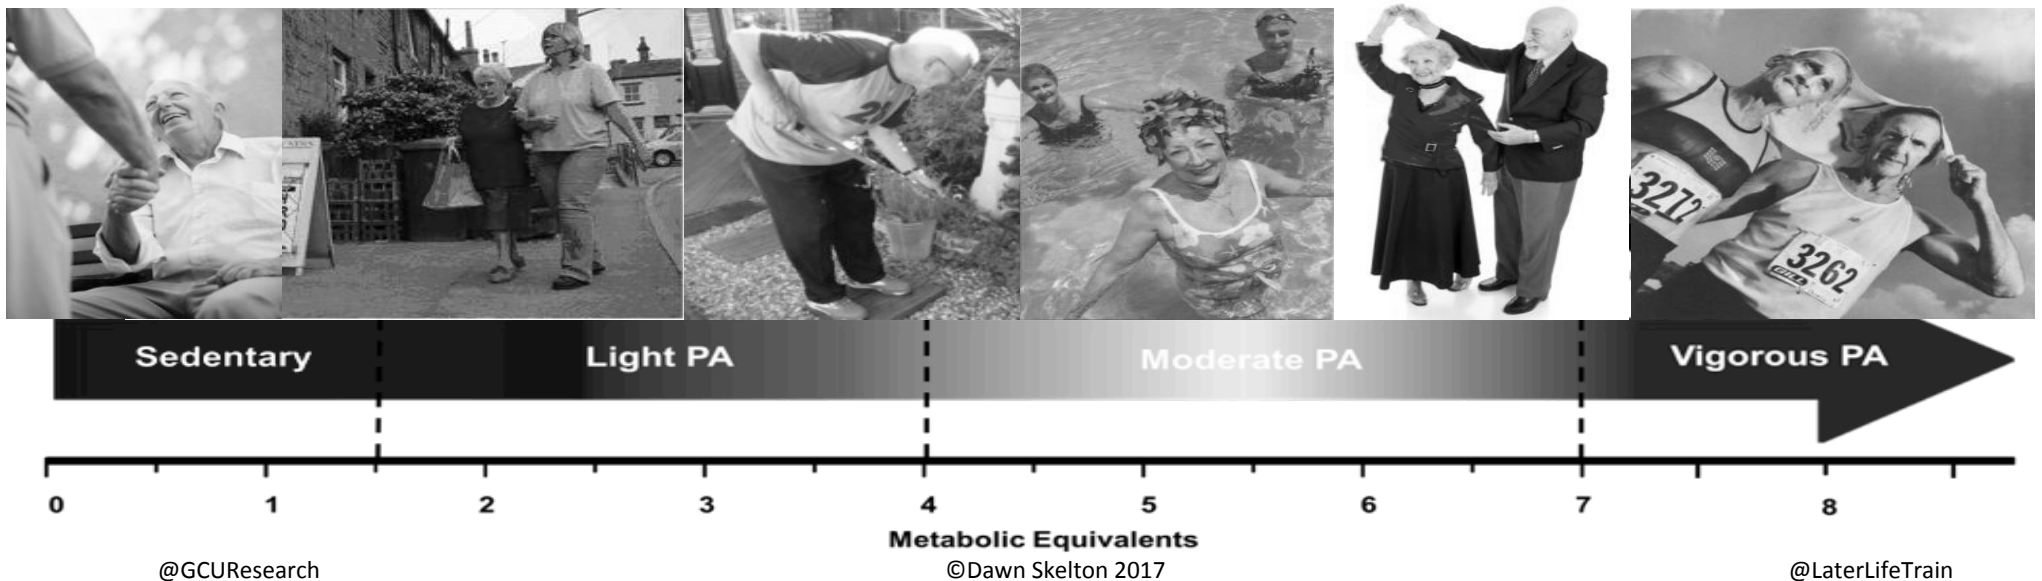 3272
3262
Sedentary
Light PA
Moderate PA
Vigorous PA
0 1 2 3 4 5 6 7 8
Metabolic Equivalents
@GCUResearch
©Dawn Skelton 2017
@LaterLifeTrain